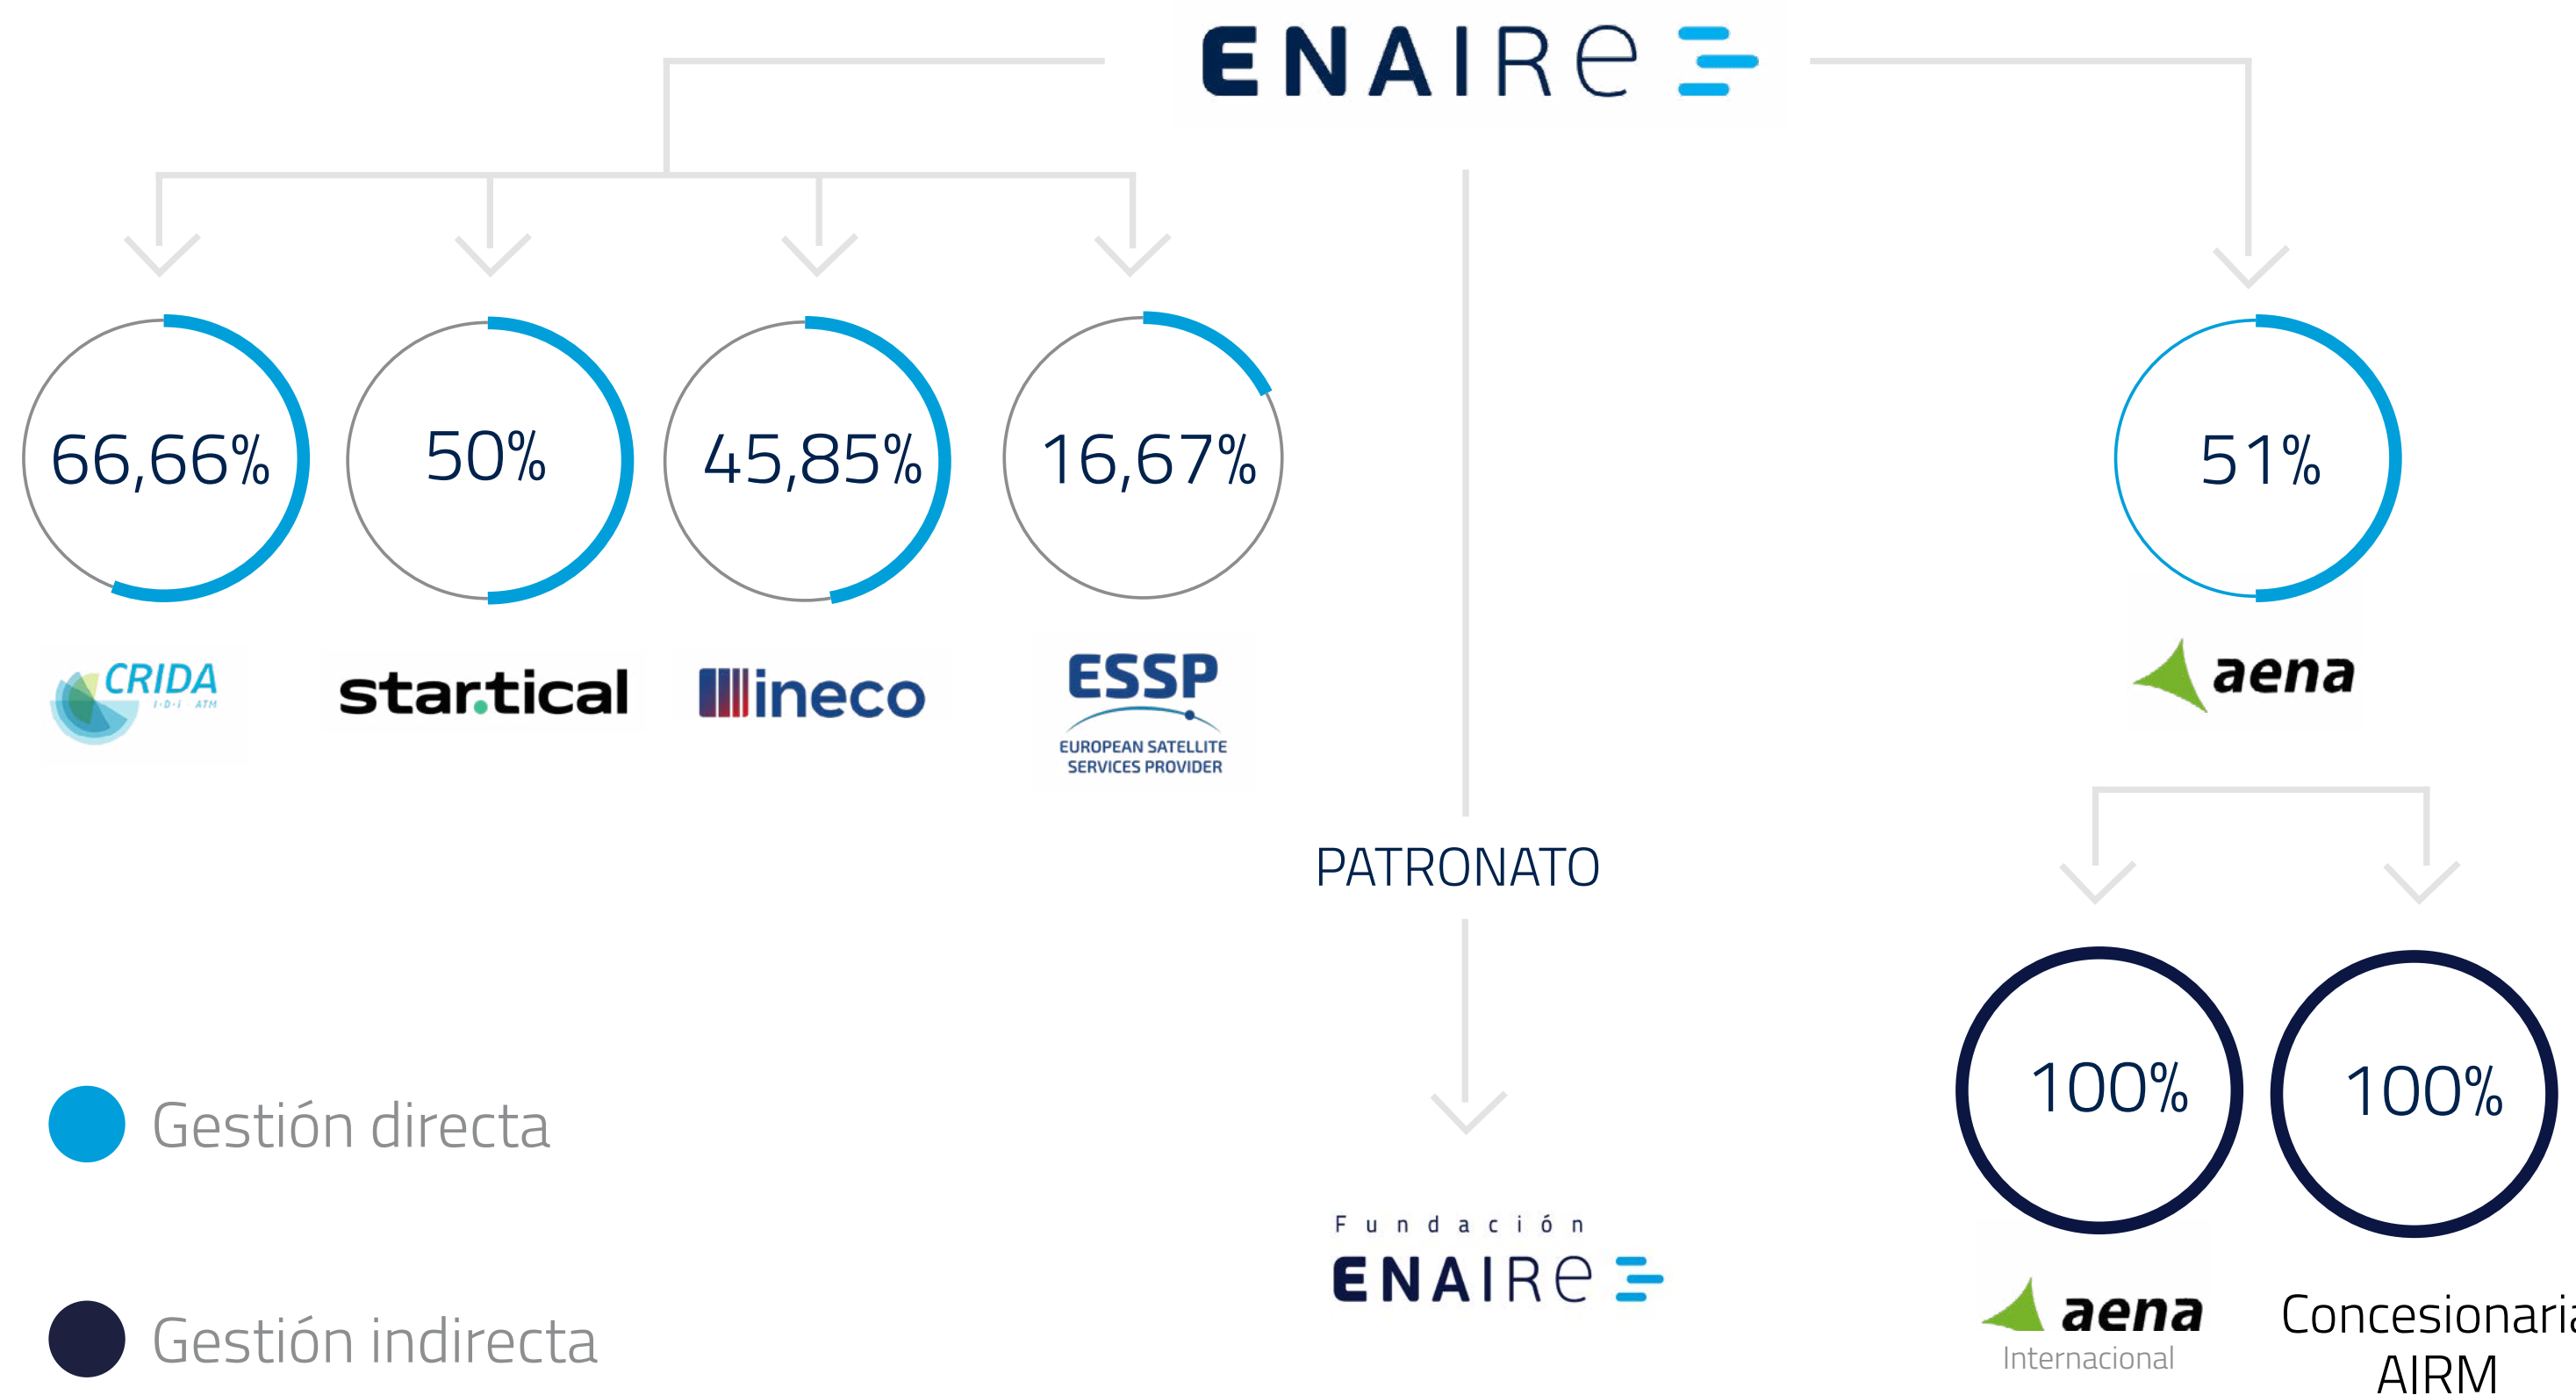 ENAIRe
66,66%
50%
45,85%
16,67%
51%
CRIDA
I·D·i ATM
startical
ineco
ESSP
EUROPEAN SATELLITE
SERVICES PROVIDER
aena
PATRONATO
100%
100%
Gestión directa
Fundación
ENAIRe
aena
Internacional
Concesionaria
AIRM
Gestión indirecta